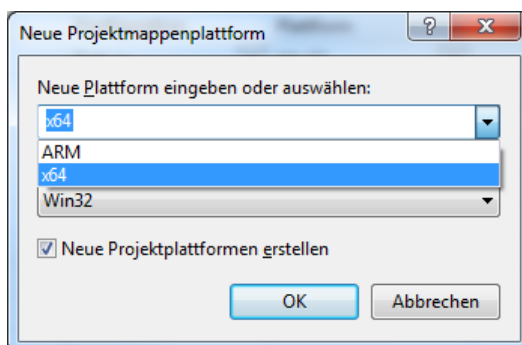 Neue Projektmappenplattform
?
Neue Plattform eingeben oder auswählen:
x64
ARM
x64
Win32
Neue Projektplattformen erstellen
OK
Abbrechen